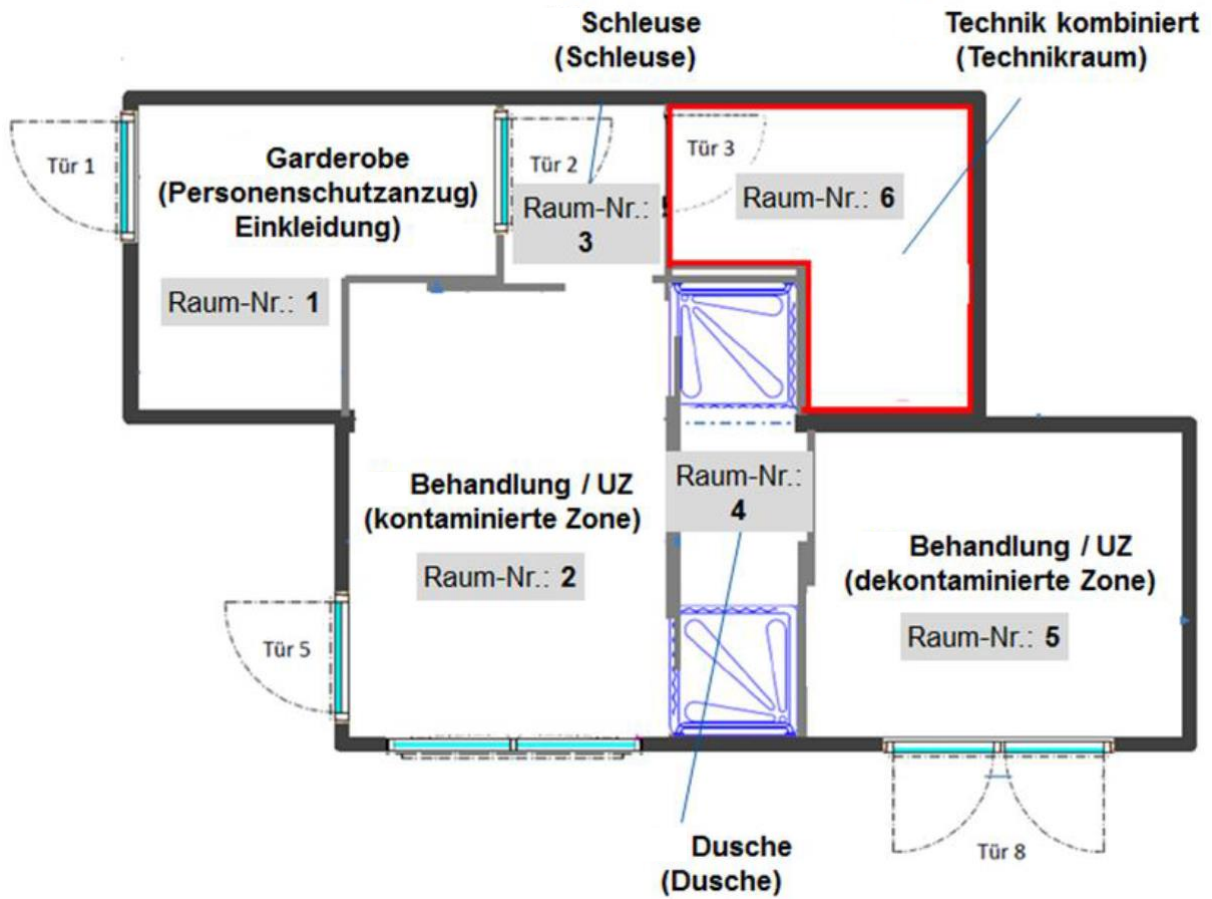 Schleuse
(Schleuse)
Technik kombiniert
(Technikraum)
Tür 1
Garderobe
(Personenschutzanzug)
Einkleidung)
Raum-Nr.: 1
Tür 2
Raum-Nr.:
3
Tür 3
Raum-Nr.: 6
Behandlung / UZ
(kontaminierte Zone)
Raum-Nr.: 2
Raum-Nr.:
4
Behandlung / UZ
(dekontaminierte Zone)
Raum-Nr.: 5
Tür 5
Tür 8
Dusche
(Dusche)